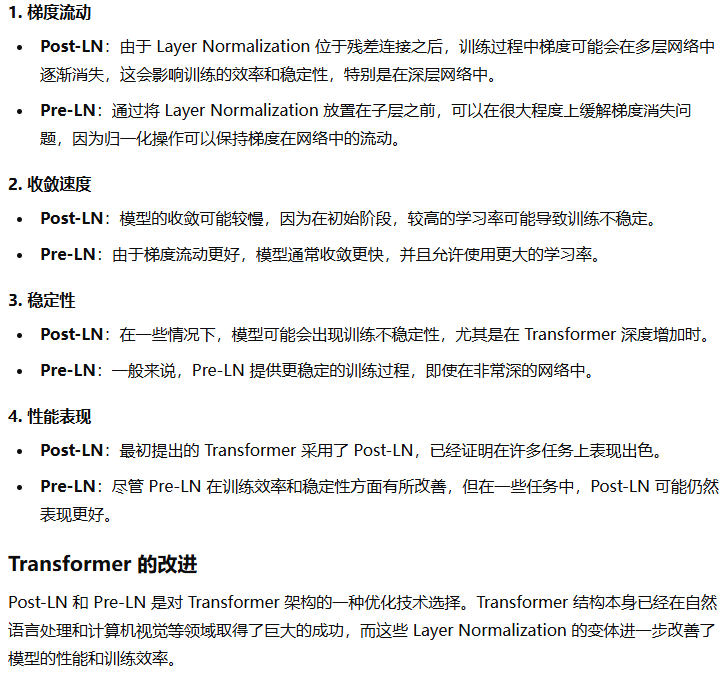 1. 梯度流动
• Post-LN：由于 Layer Normalization 位于残差连接之后，训练过程中梯度可能会在多层网络中
逐渐消失，这会影响训练的效率和稳定性，特别是在深层网络中。
• Pre-LN：通过将 Layer Normalization 放置在子层之前，可以在很大程度上缓解梯度消失问
题，因为归一化操作可以保持梯度在网络中的流动。
2. 收敛速度
• Post-LN：模型的收敛可能较慢，因为在初始阶段，较高的学习率可能导致训练不稳定。
• Pre-LN：由于梯度流动更好，模型通常收敛更快，并且允许使用更大的学习率。
3. 稳定性
• Post-LN：在一些情况下，模型可能会出现训练不稳定性，尤其是在 Transformer 深度增加时。
• Pre-LN：一般来说，Pre-LN 提供更稳定的训练过程，即使在非常深的网络中。
4. 性能表现
• Post-LN：最初提出的 Transformer 采用了 Post-LN，已经证明在许多任务上表现出色。
• Pre-LN：尽管 Pre-LN 在训练效率和稳定性方面有所改善，但在一些任务中，Post-LN 可能仍然
表现更好。
Transformer 的改进
Post-LN 和 Pre-LN 是对 Transformer 架构的一种优化技术选择。Transformer 结构本身已经在自然
语言处理和计算机视觉等领域取得了巨大的成功，而这些 Layer Normalization 的变体进一步改善了
模型的性能和训练效率。